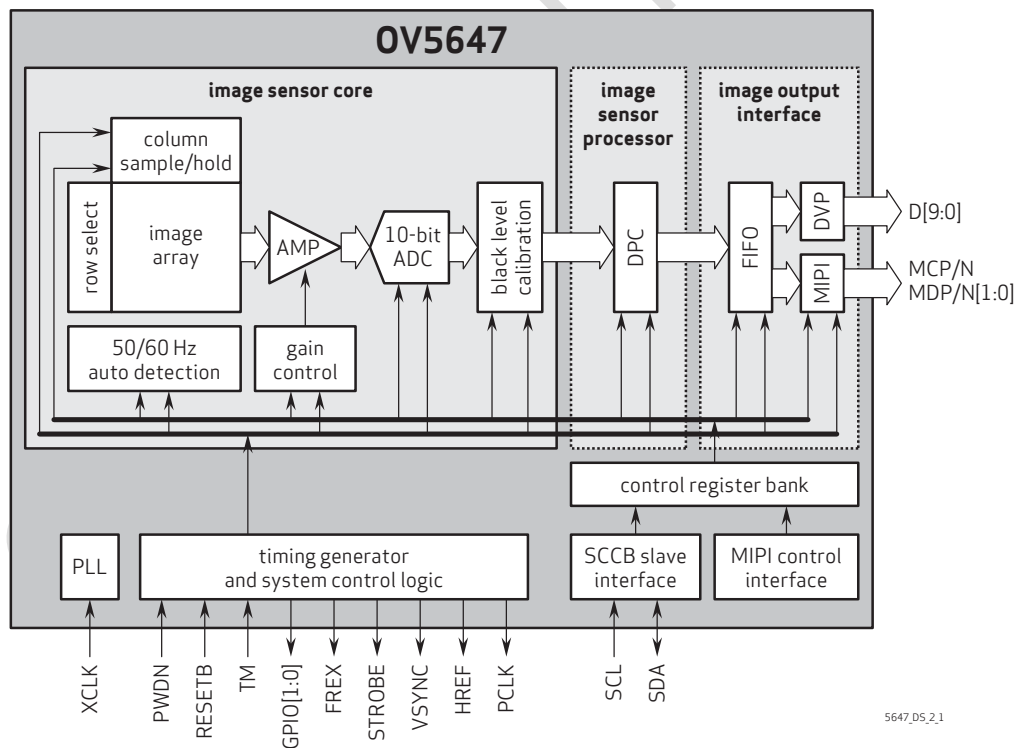 OV5647
image sensor core
image
sensor
processor
image output
interface
column
sample/hold
row select
image
array
AMP
10-bit
ADC
black level
calibration
DPC
FIFO
DVP
MIPI
D[9:0]
MCP/N
MDP/N[1:0]
50/60 Hz
auto detection
gain
control
control register bank
PLL
timing generator
and system control logic
SCCB slave
interface
MIPI control
interface
XCLK
PWDN
RESETB
TM
GPIO[1:0]
FREX
STROBE
VSYNC
HREF
PCLK
SCL
SDA
5647_DS_2_1